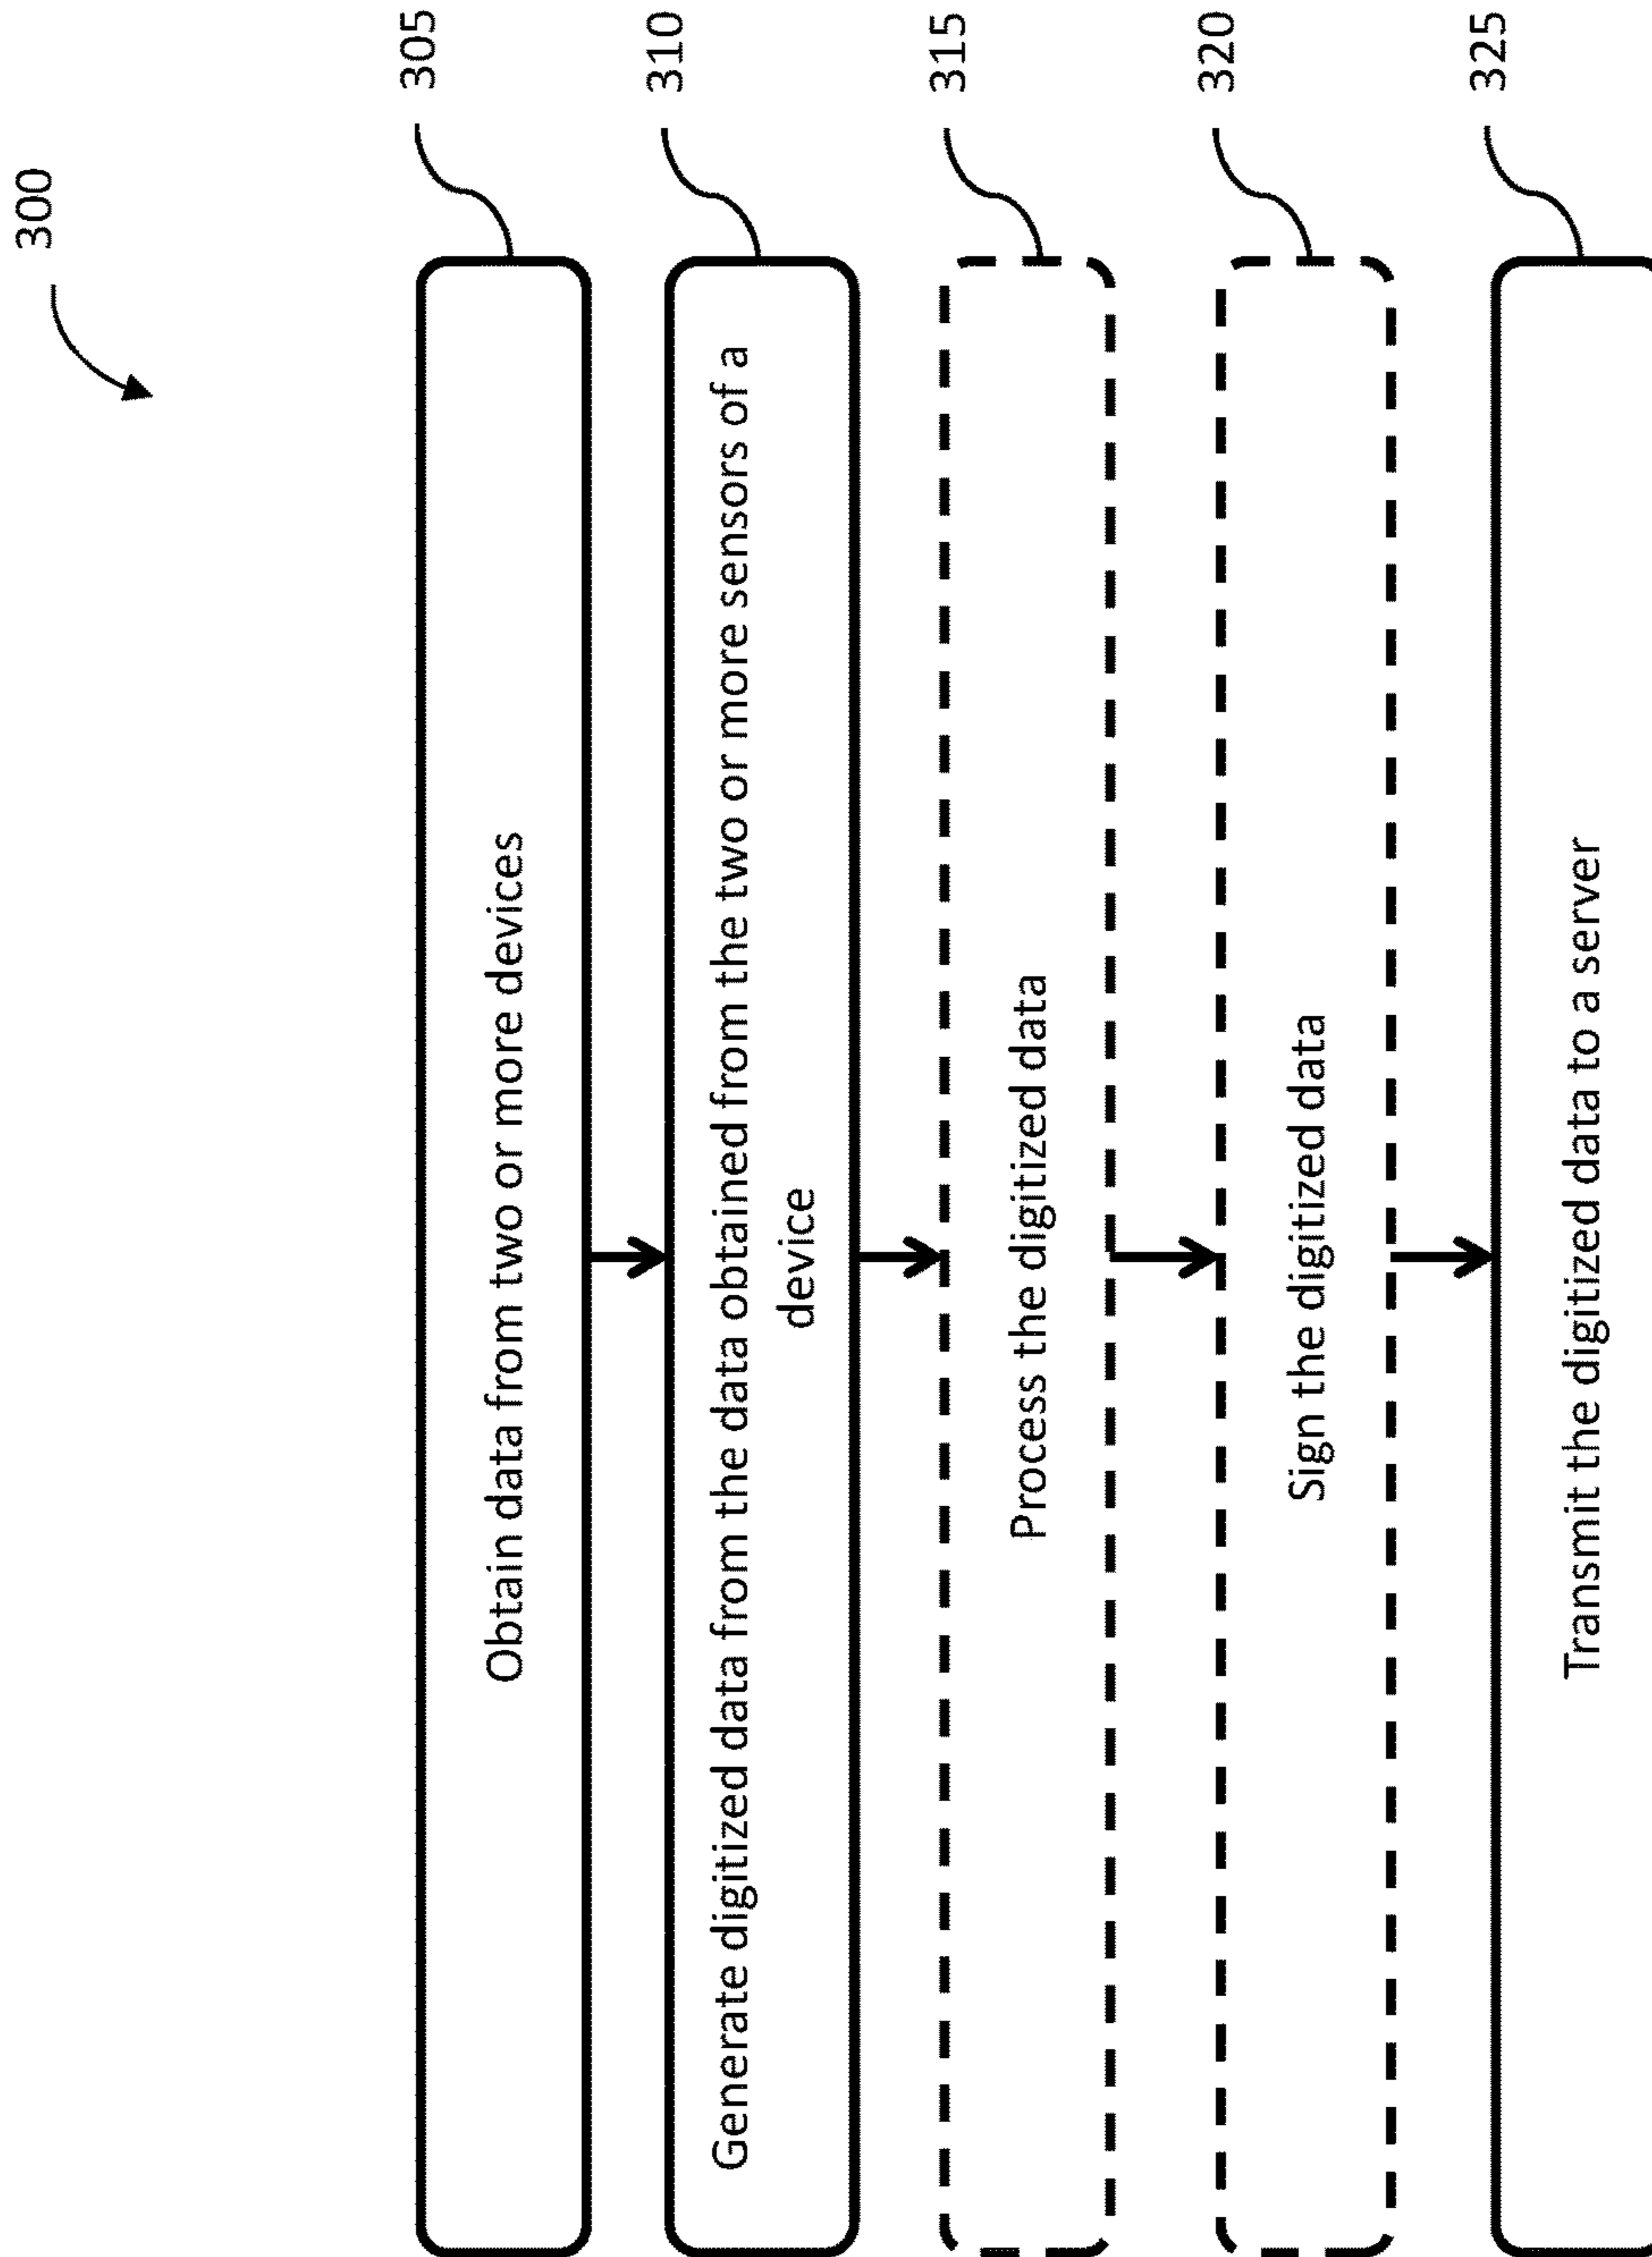 300
Obtain data from two or more devices
305
Generate digitized data from the data obtained from the two or more sensors of a
device
310
Process the digitized data
315
Sign the digitized data
320
Transmit the digitized data to a server
325